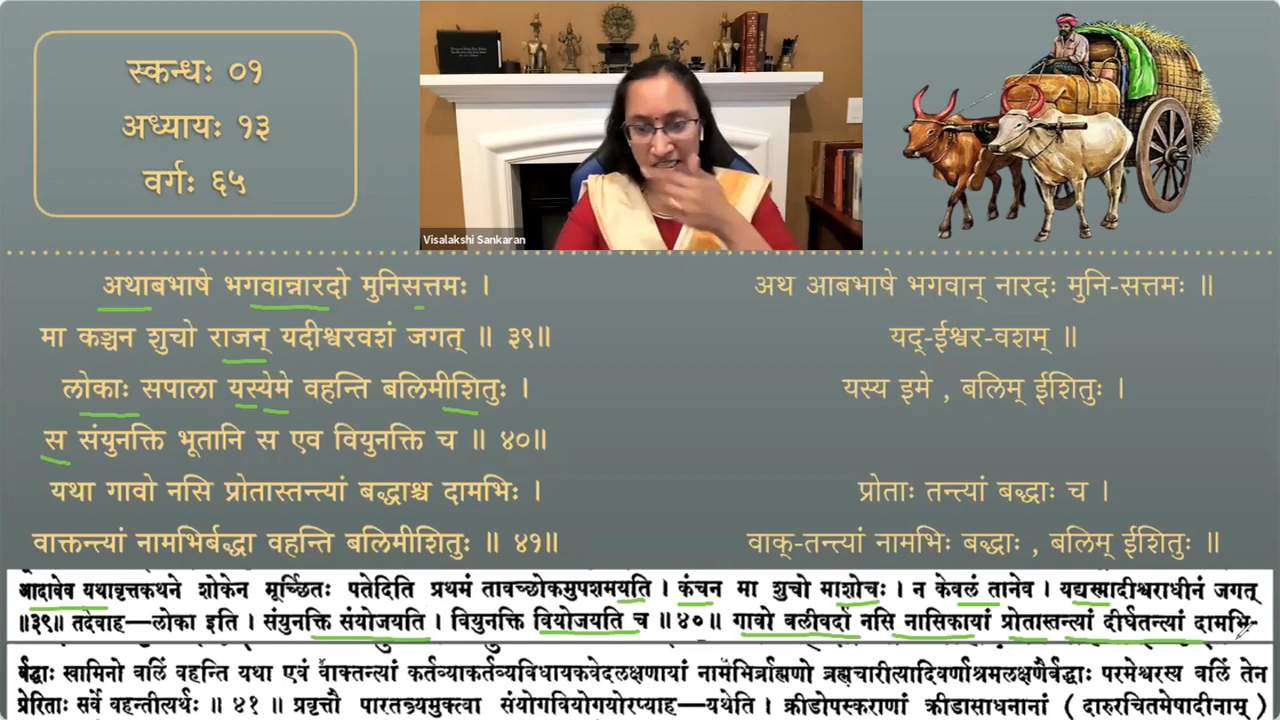 स्कन्धः ०१
अध्यायः १३
वर्गः ६५
Visalakshi Sankaran
अथाबभाषे भगवान्नारदो मुनिसत्तमः ।
अथ आबभाषे भगवान् नारदः मुनि-सत्तमः ॥
मा कञ्चन शुचो राजन् यदीश्वरवशं जगत् ॥ ३९॥
यद्-ईश्वर-वशम् ॥
लोकाः सपाला यस्येमे वहन्ति बलिमीशितुः ।
यस्य इमे , बलिम् ईशितुः ।
स संयुनक्ति भूतानि स एव वियुनक्ति च ॥ ४०॥
यथा गावो नसि प्रोतास्तन्त्यां बद्धाश्च दामभिः ।
प्रोताः तन्त्यां बद्धाः च ।
वाक्तन्त्यां नामभिर्बद्धा वहन्ति बलिमीशितुः ॥ ४१॥
वाक्-तन्त्यां नामभिः बद्धाः , बलिम् ईशितुः ॥
आदावेव यथावृत्तकथने शोकेन मूर्च्छितः पतेदिति प्रथमं तावच्छोकमुपशमयति । कंचन मा शुचो माशोचः । न केवलं तानेव । यद्यस्मादीश्वराधीनं जगत्
॥३९॥ तदेवाह—लोका इति । संयुनक्ति संयोजयति । वियुनक्ति वियोजयति च ॥४०॥ गावो बलीवर्दा नसि नासिकायां प्रोतास्तन्त्यां दीर्घतन्त्यां दामभि-
र्बद्धाः स्वामिनो बलिं वहन्ति यथा एवं वाक्तन्त्यां कर्तव्याकर्तव्यविधायकवेदलक्षणायां नामभिर्ब्राह्मणो ब्रह्मचारीत्यादिवर्णाश्रमलक्षणैर्बद्धाः परमेश्वरस्य बलिं तेन
प्रेरिताः सर्वे वहन्तीत्यर्थः ॥ ४१ ॥ प्रवृत्तौ पारतन्त्र्यमुक्त्वा संयोगवियोगयोरप्याह—यथेति । क्रीडोपस्कराणां क्रीडासाधनानां ( दारुरचितमेषादीनाम् )